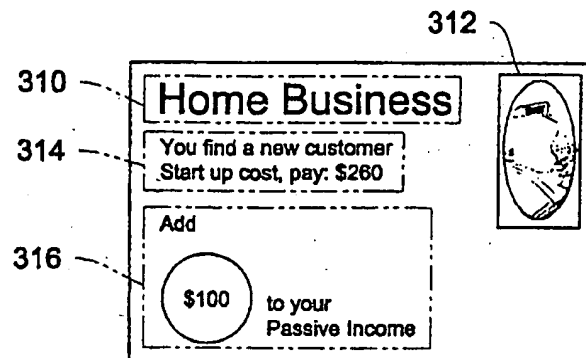 312
310
Home Business
314
You find a new customer
Start up cost, pay: $260
Add
316
$100
to your
Passive Income